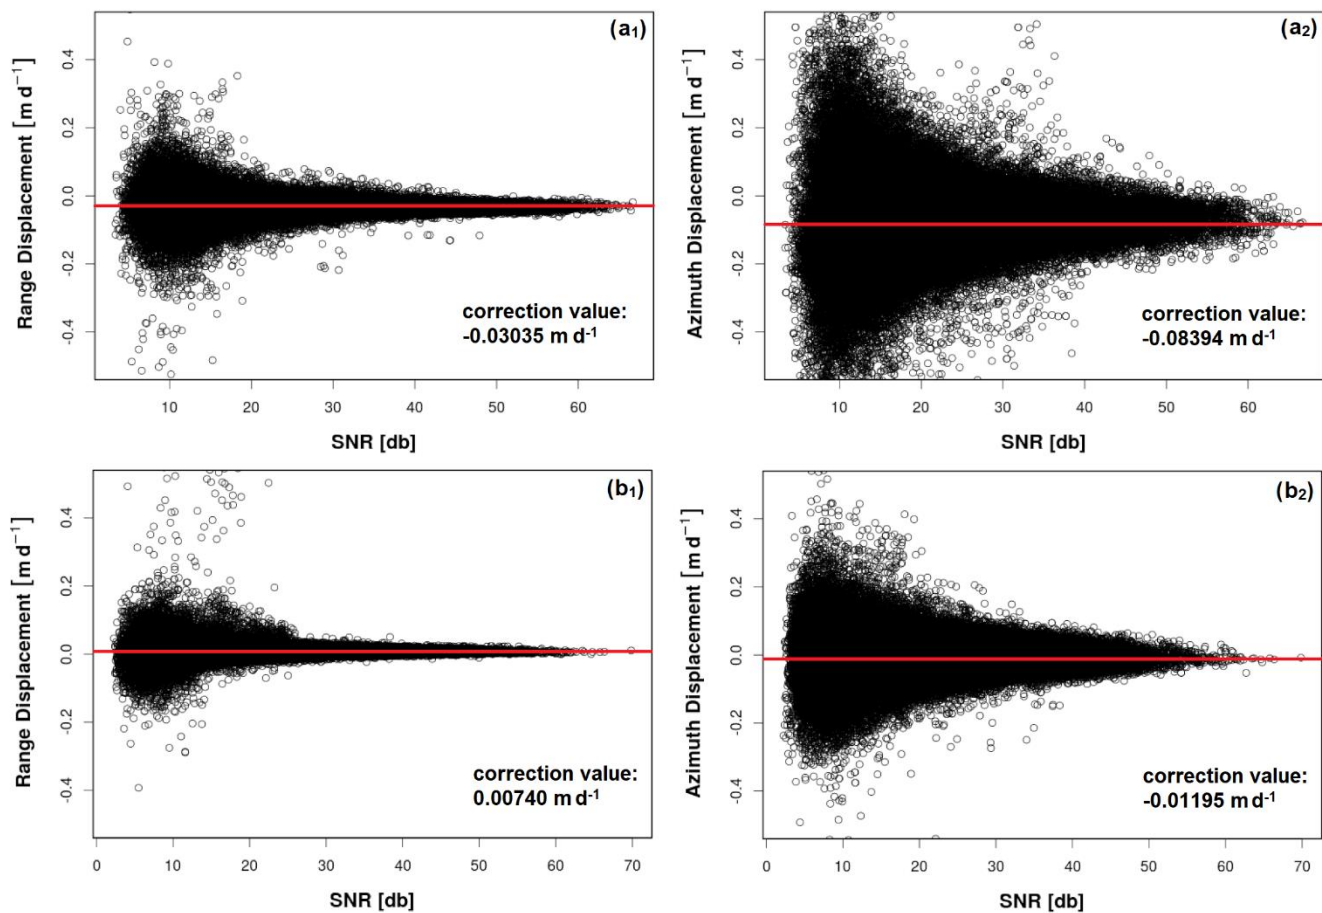 (a₁)
Range Displacement [m d⁻¹]
0.4
0.2
0.0
-0.2
-0.4
correction value:
-0.03035 m d⁻¹
10 20 30 40 50 60
SNR [db]
(a₂)
Azimuth Displacement [m d⁻¹]
0.4
0.2
0.0
-0.2
-0.4
correction value:
-0.08394 m d⁻¹
10 20 30 40 50 60
SNR [db]
(b₁)
Range Displacement [m d⁻¹]
0.4
0.2
0.0
-0.2
-0.4
correction value:
0.00740 m d⁻¹
0 10 20 30 40 50 60 70
SNR [db]
(b₂)
Azimuth Displacement [m d⁻¹]
0.4
0.2
0.0
-0.2
-0.4
correction value:
-0.01195 m d⁻¹
0 10 20 30 40 50 60 70
SNR [db]